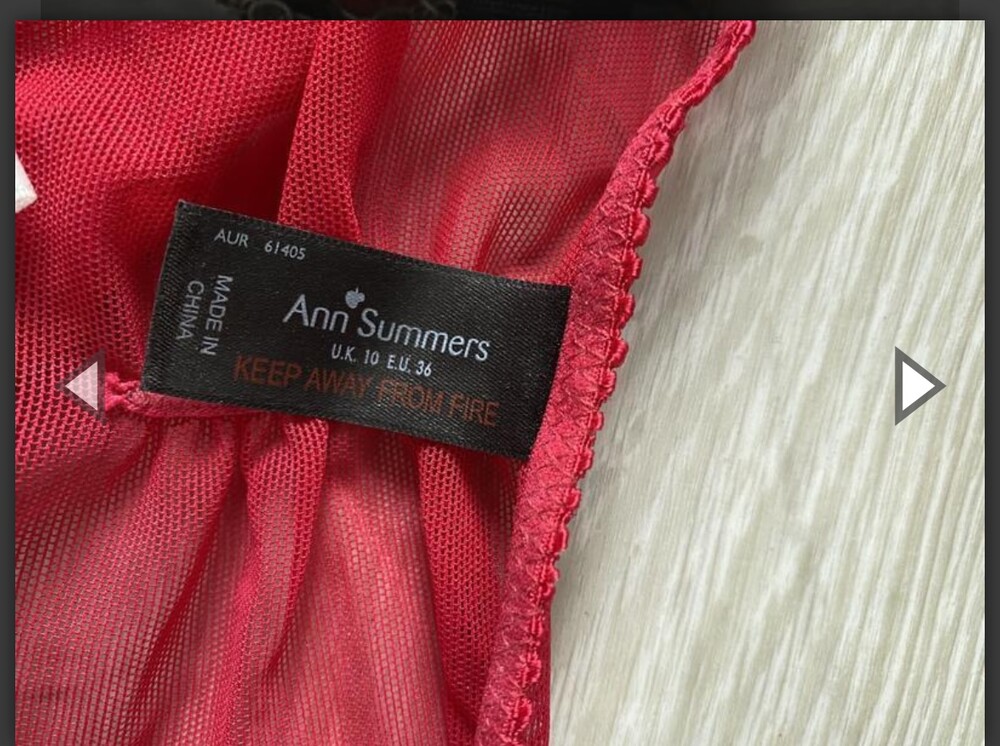 AUR 61405
MADE IN
CHINA
Ann Summers
U.K. 10 E.U. 36
KEEP AWAY FROM FIRE